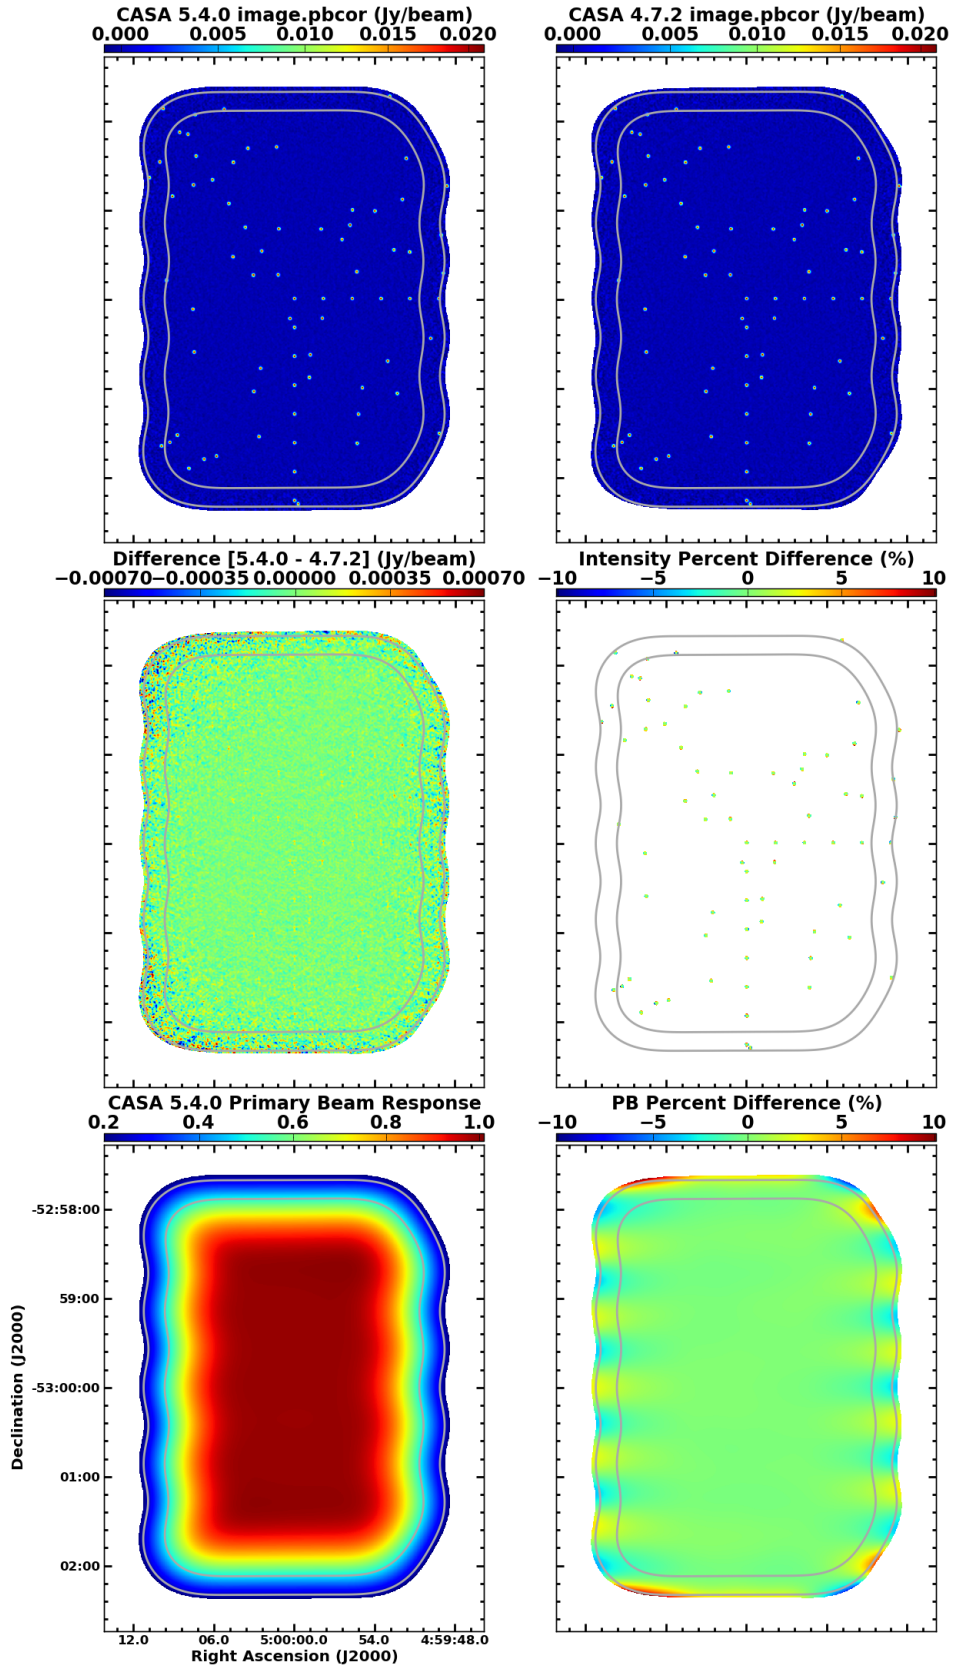 CASA 5.4.0 image.pbcor (Jy/beam)
0.000 0.005 0.010 0.015 0.020
CASA 4.7.2 image.pbcor (Jy/beam)
0.000 0.005 0.010 0.015 0.020
Difference [5.4.0 - 4.7.2] (Jy/beam)
−0.00070 −0.00035 0.00000 0.00035 0.00070
Intensity Percent Difference (%)
−10 −5 0 5 10
CASA 5.4.0 Primary Beam Response
0.2 0.4 0.6 0.8 1.0
PB Percent Difference (%)
−10 −5 0 5 10
-52:58:00
59:00
-53:00:00
01:00
02:00
Declination (J2000)
12.0 06.0 5:00:00.0 54.0 4:59:48.0
Right Ascension (J2000)